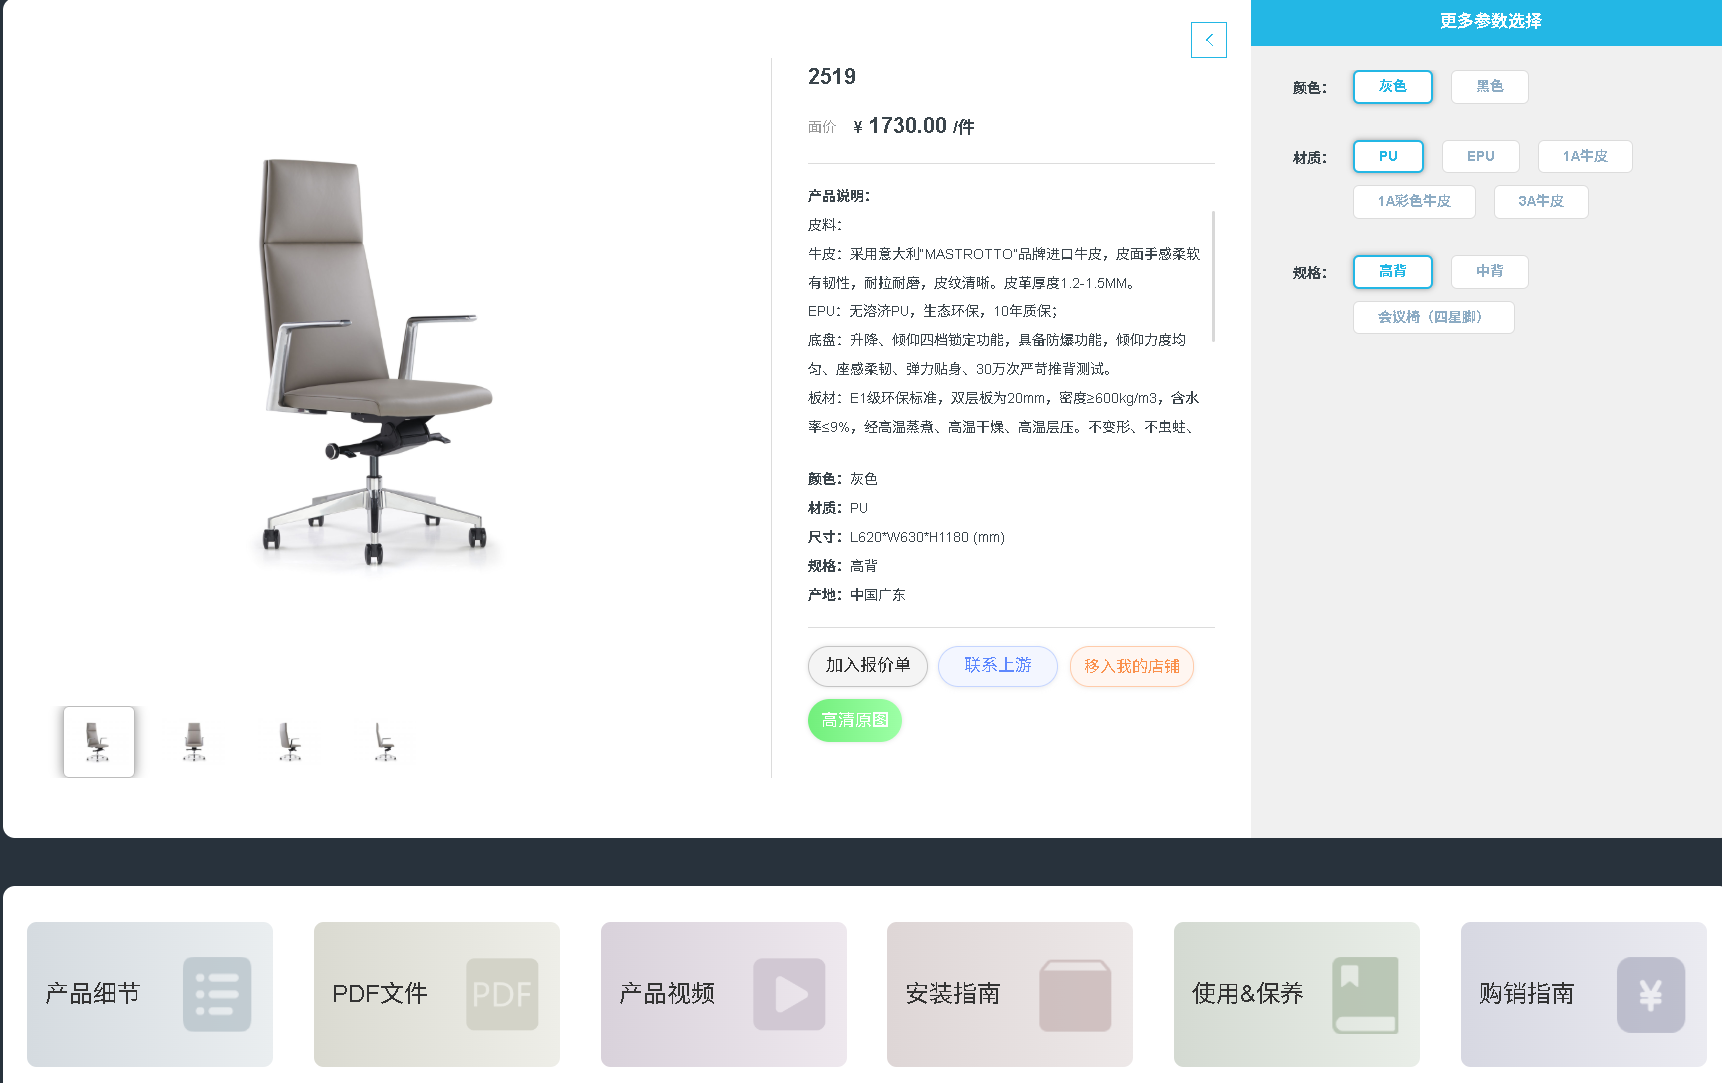 2519
面价 ¥ 1730.00 /件
产品说明：
皮料：
牛皮：采用意大利"MASTROTTO"品牌进口牛皮，皮面手感柔软
有韧性，耐拉耐磨，皮纹清晰。皮革厚度1.2-1.5MM。
EPU：无溶济PU，生态环保，10年质保；
底盘：升降、倾仰四档锁定功能，具备防爆功能，倾仰力度均
匀、座感柔韧、弹力贴身、30万次严苛推背测试。
板材：E1级环保标准，双层板为20mm，密度≥600kg/m3，含水
率≤9%，经高温蒸煮、高温干燥、高温层压。不变形、不虫蛀、
颜色：灰色
材质：PU
尺寸：L620*W630*H1180 (mm)
规格：高背
产地：中国广东
加入报价单 联系上游 移入我的店铺
高清原图
更多参数选择
颜色： 灰色 黑色
材质： PU EPU 1A牛皮
1A彩色牛皮 3A牛皮
规格： 高背 中背
会议椅（四星脚）
产品细节 PDF文件 PDF 产品视频 安装指南 使用&保养 购销指南 ¥